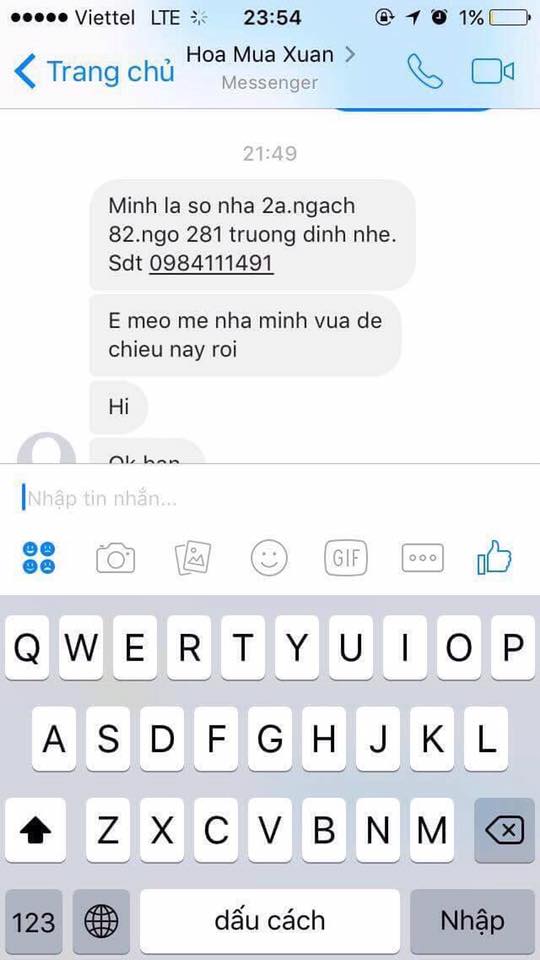 Viettel LTE 23:54 1%
Trang chủ
Hoa Mua Xuan
Messenger
21:49
Minh la so nha 2a.ngach
82.ngo 281 truong dinh nhe.
Sdt 0984111491
E meo me nha minh vua de
chieu nay roi
Hi
Ok ban
Nhập tin nhắn...
GIF
Q W E R T Y U I O P
A S D F G H J K L
Z X C V B N M
123 dấu cách Nhập